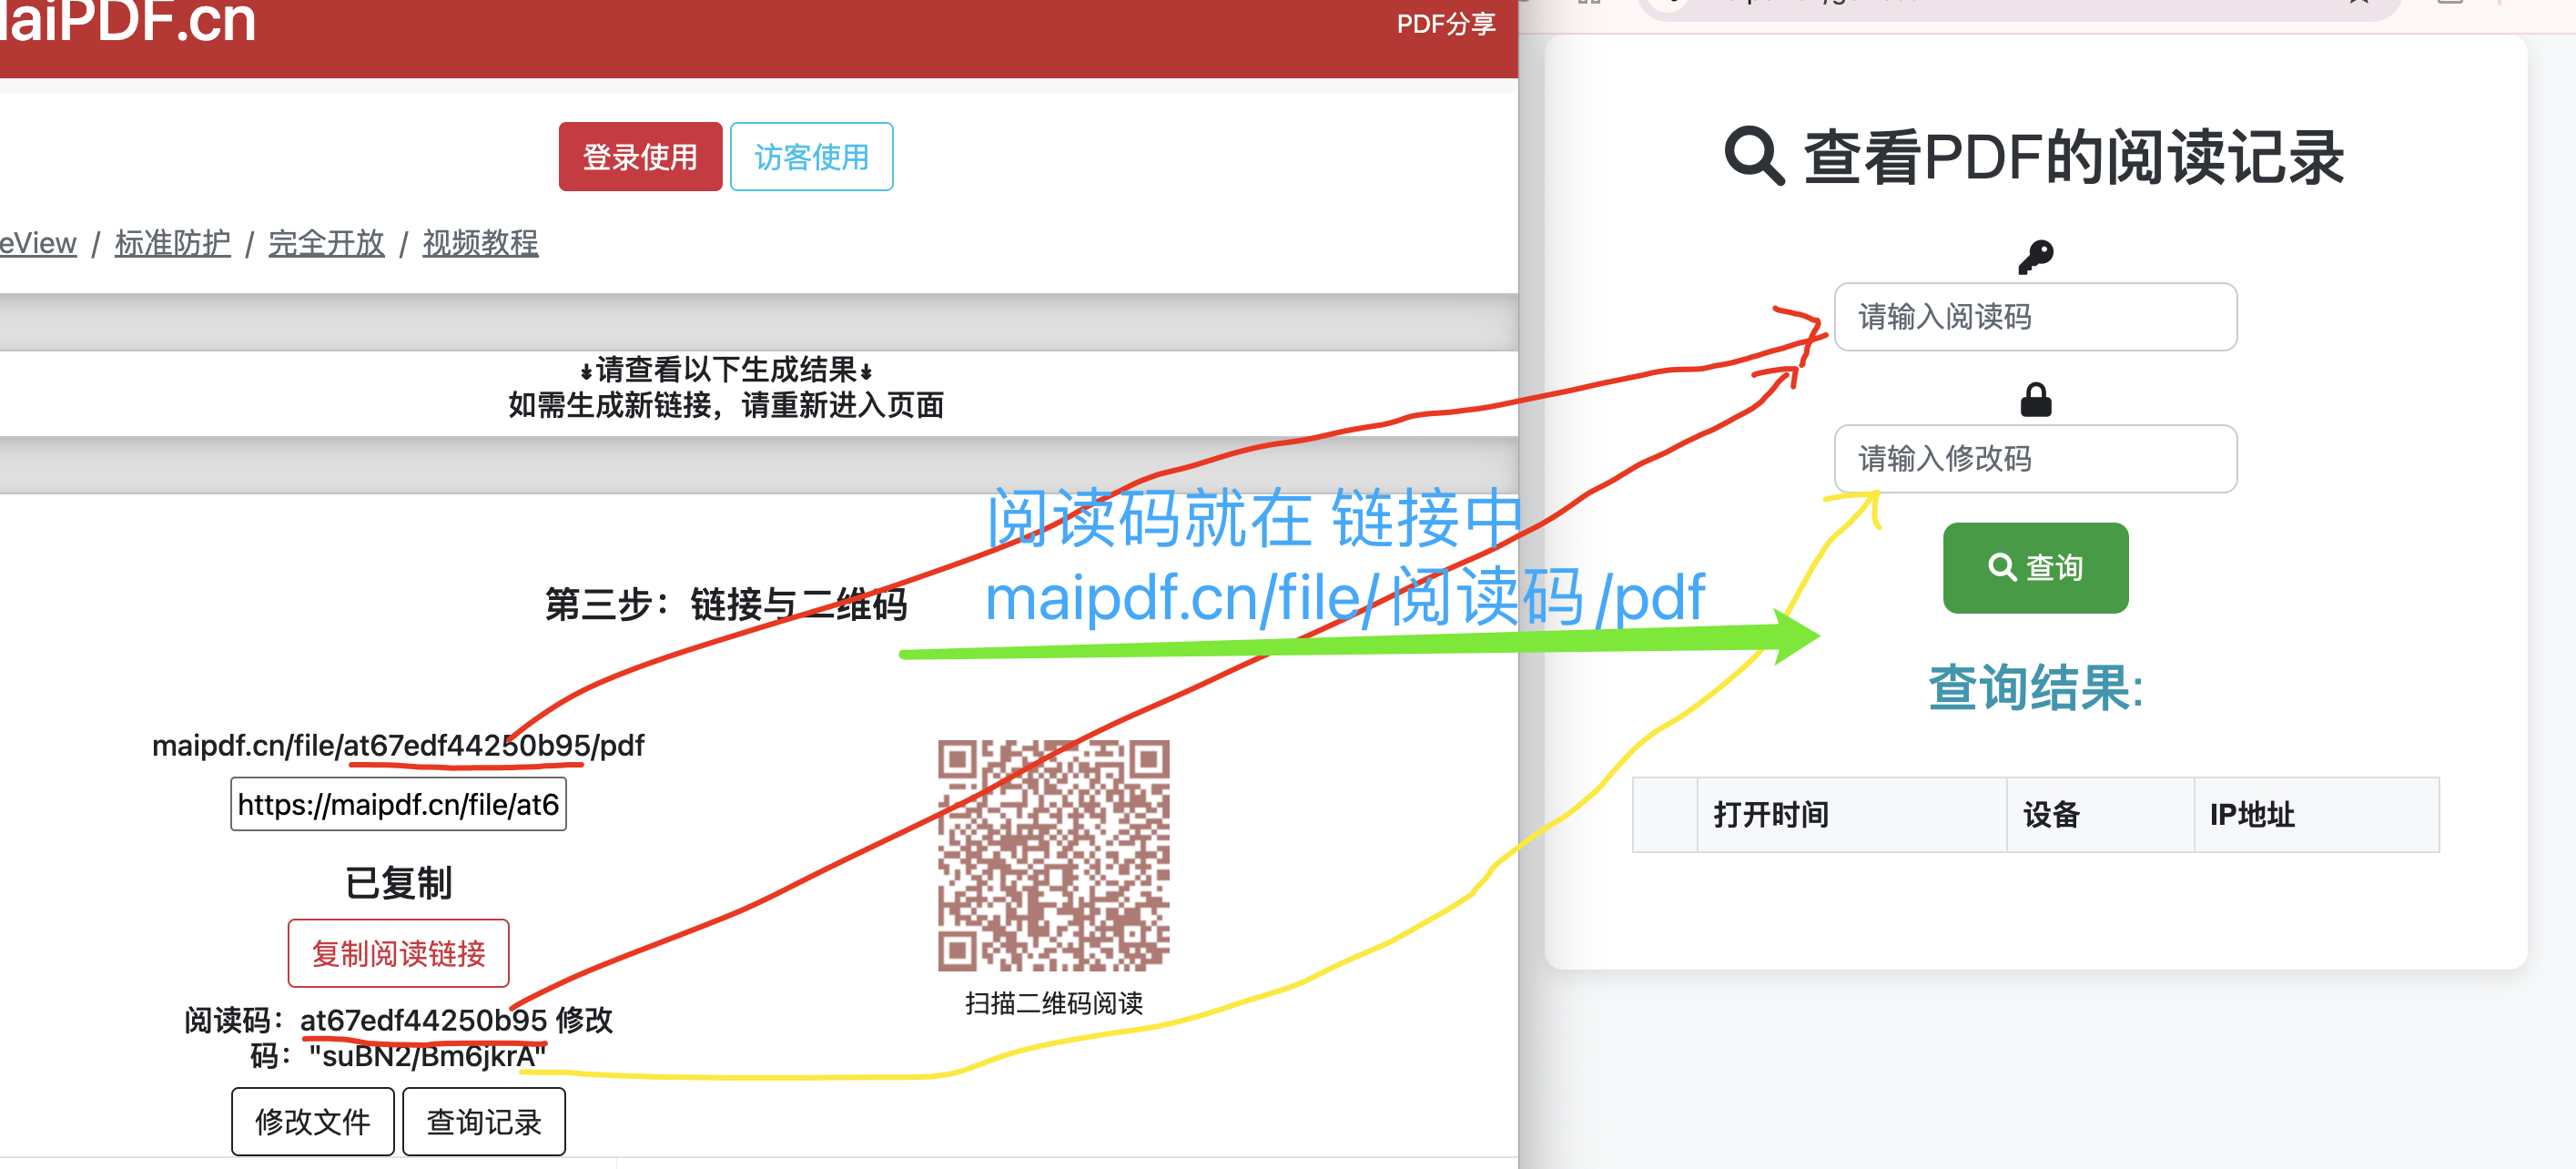 MaiPDF.cn
PDF分享
登录使用
访客使用
eView / 标准防护 / 完全开放 / 视频教程
↡请查看以下生成结果↡
如需生成新链接，请重新进入页面
第三步：链接与二维码
maipdf.cn/file/at67edf44250b95/pdf
https://maipdf.cn/file/at6
已复制
复制阅读链接
阅读码：at67edf44250b95 修改
码："suBN2/Bm6jkrA"
修改文件
查询记录
扫描二维码阅读
阅读码就在 链接中
maipdf.cn/file/阅读码/pdf
查看PDF的阅读记录
请输入阅读码
请输入修改码
查询
查询结果:
打开时间
设备
IP地址